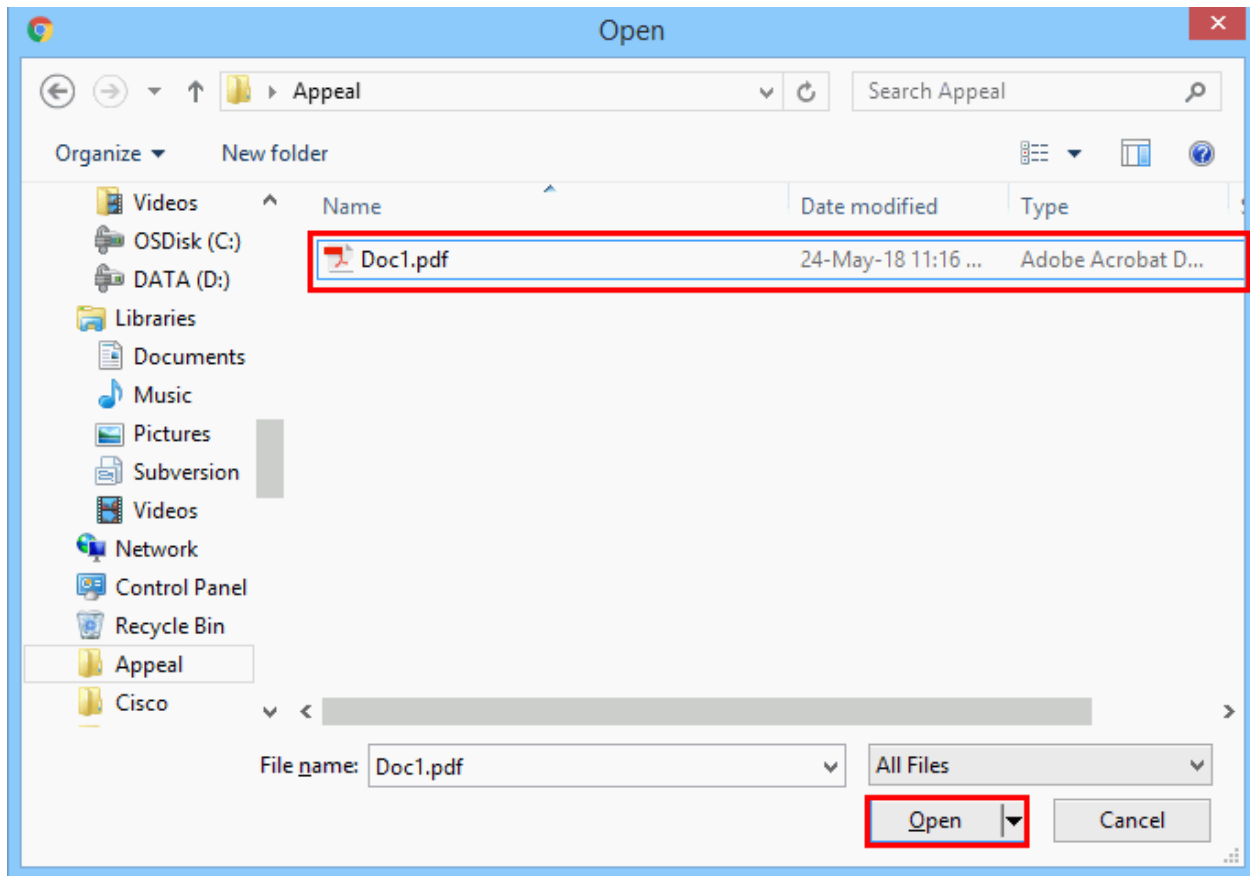 Open
Appeal
Search Appeal
Organize
New folder
Videos
OSDisk (C:)
DATA (D:)
Libraries
Documents
Music
Pictures
Subversion
Videos
Network
Control Panel
Recycle Bin
Appeal
Cisco
Name Date modified Type
Doc1.pdf 24-May-18 11:16 ... Adobe Acrobat D...
File name: Doc1.pdf All Files
Open Cancel